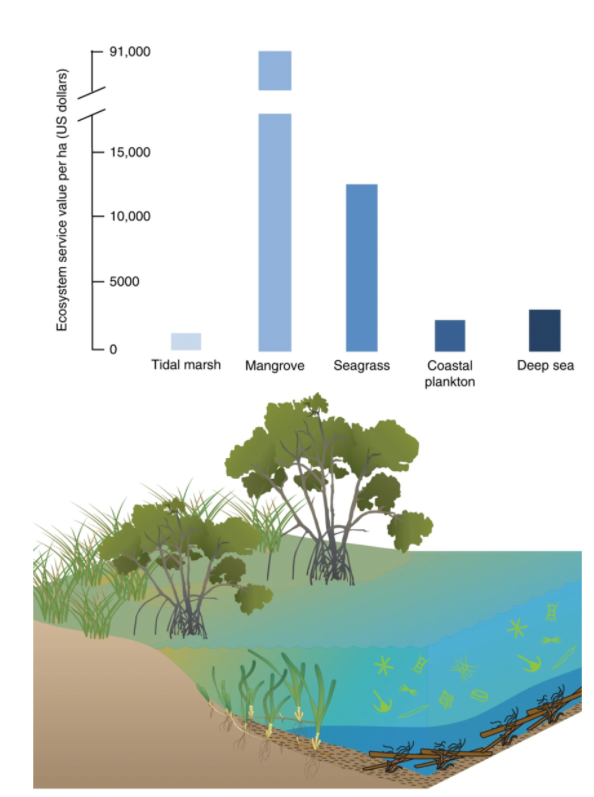 91,000
15,000
10,000
5000
0
Ecosystem service value per ha (US dollars)
Tidal marsh
Mangrove
Seagrass
Coastal
plankton
Deep sea